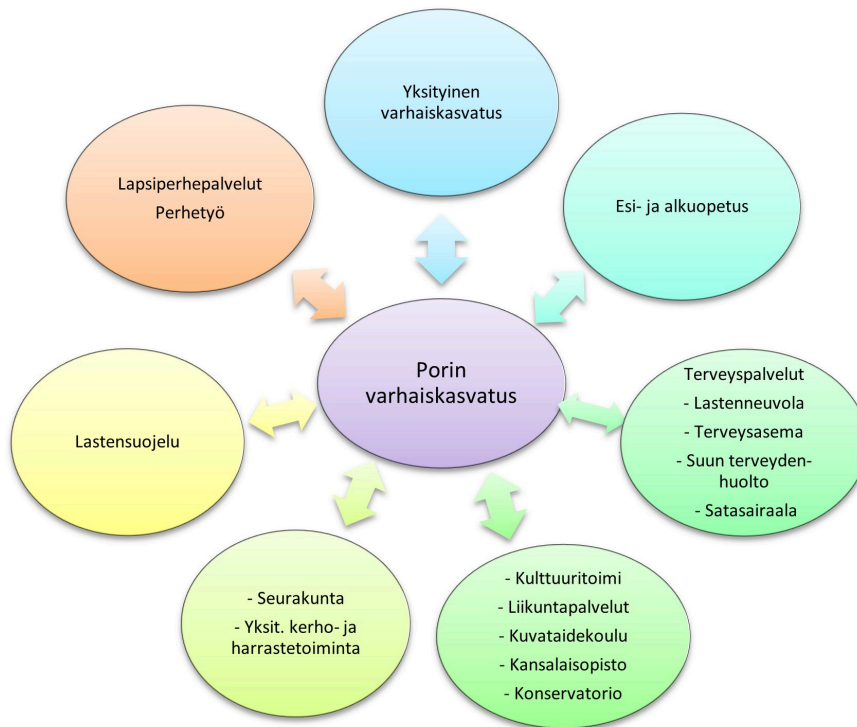 Yksityinen
varhaiskasvatus
Lapsiperhepalvelut
Perhetyö
Esi- ja alkuopetus
Porin
varhaiskasvatus
Terveyspalvelut
- Lastenneuvola
- Terveysasema
- Suun terveyden-
huolto
- Satasairaala
Lastensuojelu
- Seurakunta
- Yksit. kerho- ja
harrastetoiminta
- Kulttuuritoimi
- Liikuntapalvelut
- Kuvataidekoulu
- Kansalaisopisto
- Konservatorio